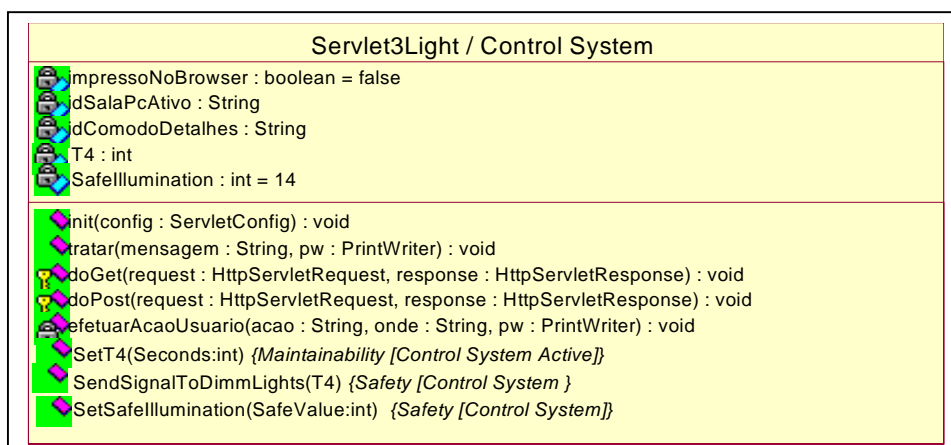 Servlet3Light / Control System
impressoNoBrowser : boolean = false
idSalaPcAtivo : String
idComodoDetalhes : String
T4 : int
SafeIllumination : int = 14
init(config : ServletConfig) : void
tratar(mensagem : String, pw : PrintWriter) : void
doGet(request : HttpServletRequest, response : HttpServletResponse) : void
doPost(request : HttpServletRequest, response : HttpServletResponse) : void
efetuarAcaoUsuario(acao : String, onde : String, pw : PrintWriter) : void
SetT4(Seconds:int) {Maintainability [Control System Active]}
SendSignalToDimmLights(T4) {Safety [Control System }
SetSafeIllumination(SafeValue:int) {Safety [Control System]}